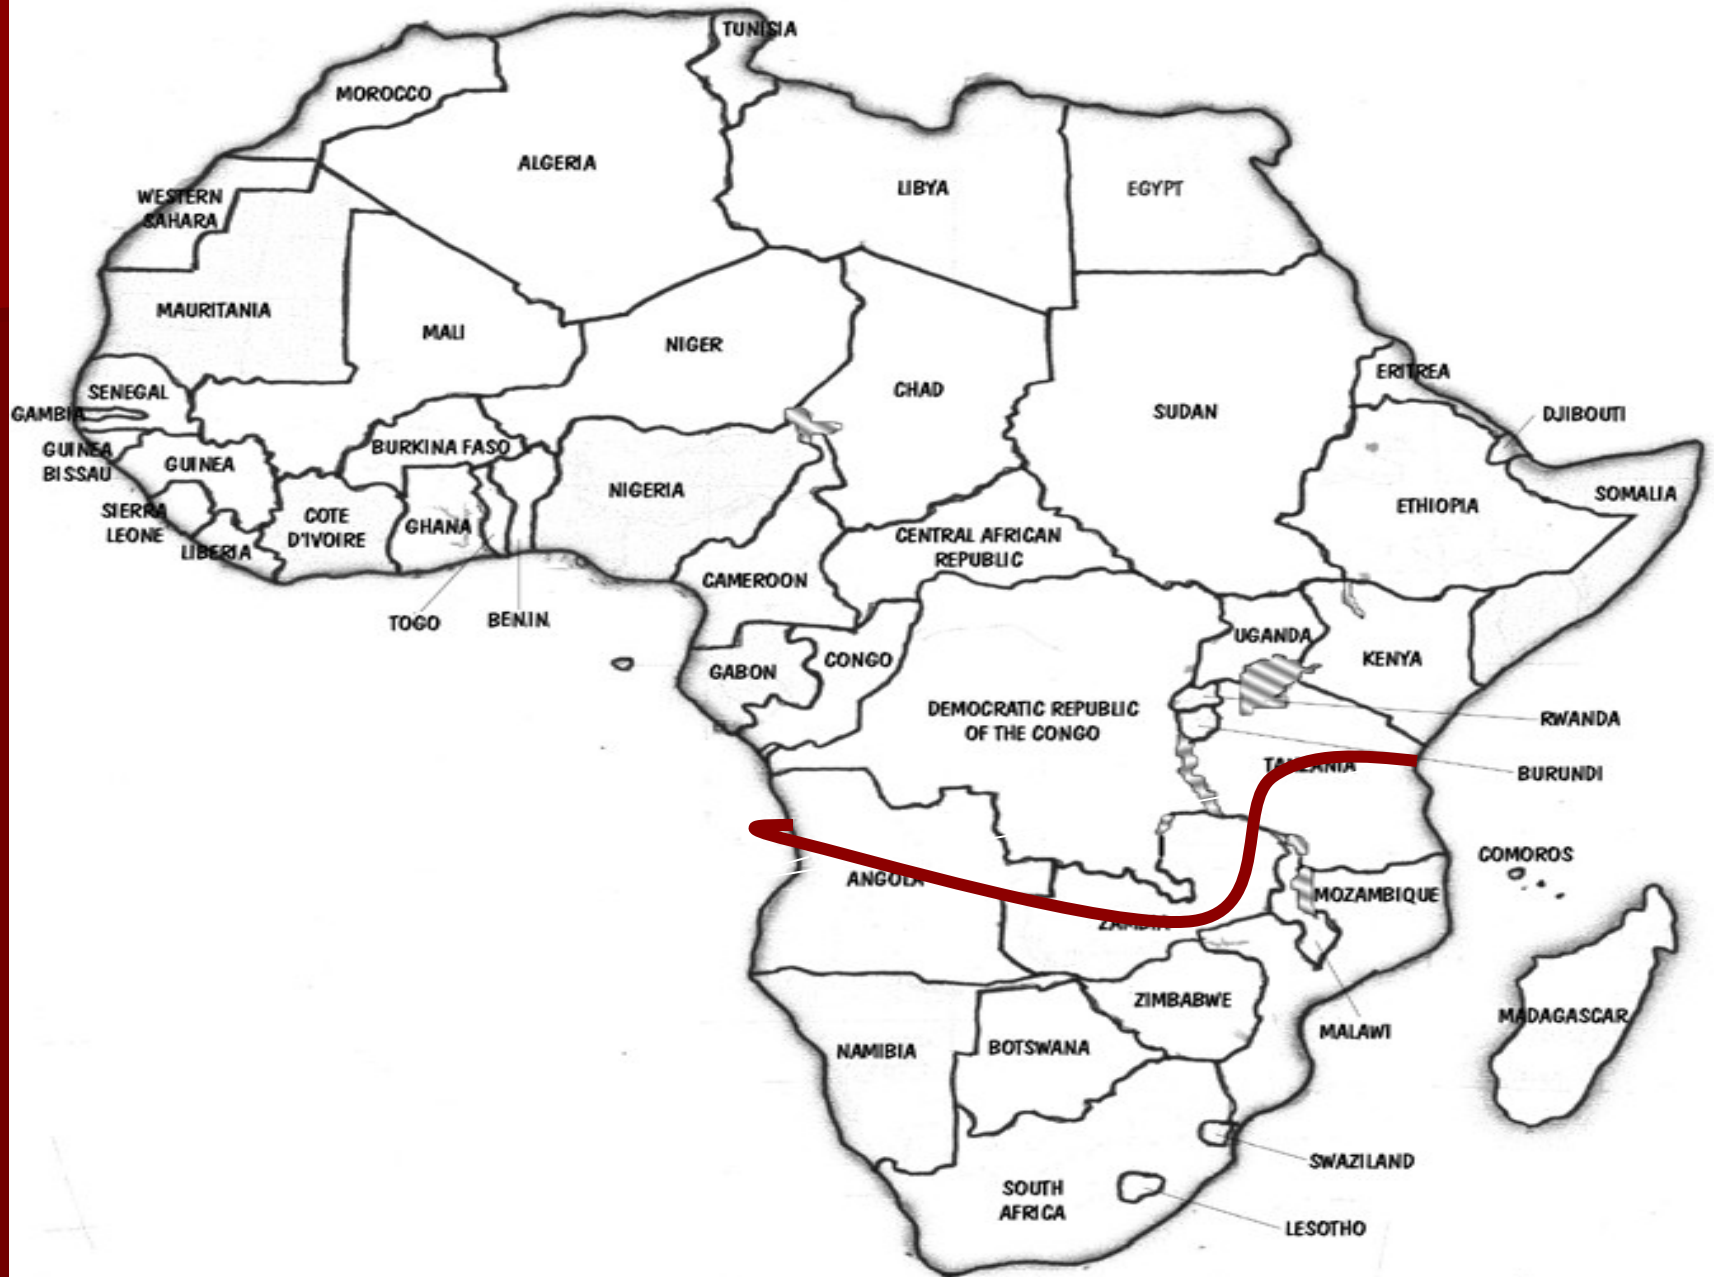 TUNISIA
MOROCCO
ALGERIA
LIBYA
EGYPT
WESTERN
SAHARA
MAURITANIA
MALI
NIGER
CHAD
SUDAN
ERITREA
DJIBOUTI
SENEGAL
GAMBIA
GUINEA
BISSAU
GUINEA
BURKINA FASO
NIGERIA
ETHIOPIA
SOMALIA
SIERRA
LEONE
LIBERIA
COTE
D'IVOIRE
GHANA
TOGO
BENIN
CENTRAL AFRICAN
REPUBLIC
CAMEROON
UGANDA
KENYA
GABON
CONGO
DEMOCRATIC REPUBLIC
OF THE CONGO
RWANDA
TANZANIA
BURUNDI
COMOROS
ANGOLA
ZAMBIA
MOZAMBIQUE
MALAWI
ZIMBABWE
MADAGASCAR
NAMIBIA
BOTSWANA
SWAZILAND
SOUTH
AFRICA
LESOTHO